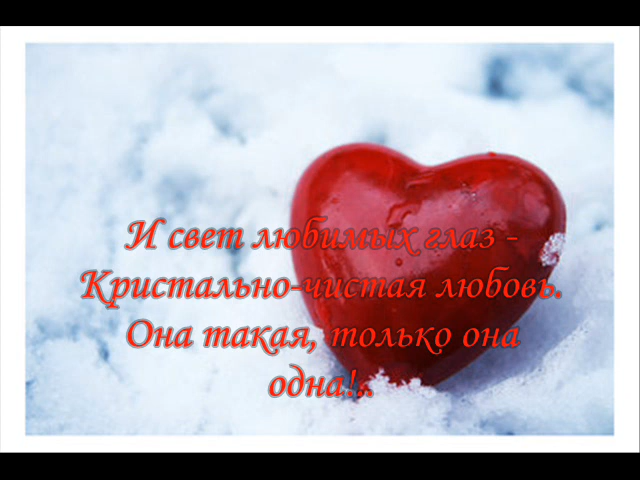 И свет любимых глаз -
Кристально-чистая любовь.
Она такая, только она
одна!..